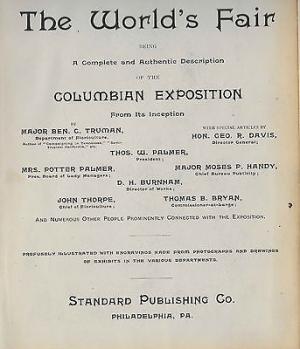 The World's Fair
BEING
A Complete and Authentic Description
OF THE
COLUMBIAN EXPOSITION
From Its Inception
BY
MAJOR BEN. C. TRUMAN,
Department of Floriculture,
WITH SPECIAL ARTICLES BY
HON. GEO. R. DAVIS,
Director General;
THOS. W. PALMER,
President;
MRS. POTTER PALMER,
Pres. Board of Lady Managers;
MAJOR MOSES P. HANDY,
Chief Bureau Publicity;
D. H. BURNHAM,
Director of Works;
JOHN THORPE,
Chief of Floriculture;
THOMAS B. BRYAN,
Commissioner-at-Large;
AND NUMEROUS OTHER PEOPLE PROMINENTLY CONNECTED WITH THE EXPOSITION.
PROFUSELY ILLUSTRATED WITH ENGRAVINGS MADE FROM PHOTOGRAPHS AND DRAWINGS
OF EXHIBITS IN THE VARIOUS DEPARTMENTS.
STANDARD PUBLISHING CO.
PHILADELPHIA, PA.